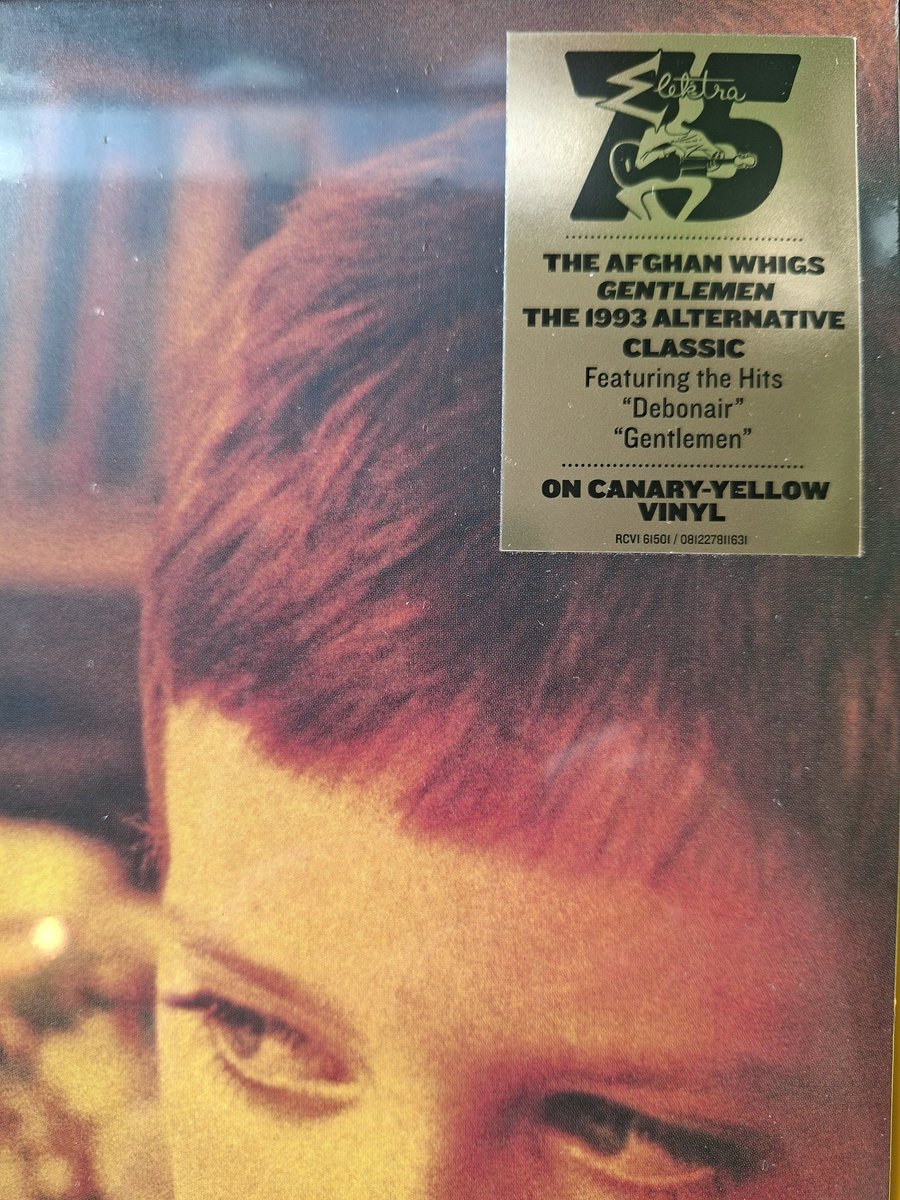 75
Elektra
THE AFGHAN WHIGS
GENTLEMEN
THE 1993 ALTERNATIVE
CLASSIC
Featuring the Hits
“Debonair”
“Gentlemen”
ON CANARY-YELLOW
VINYL
RCV1 61501 / 081227811631